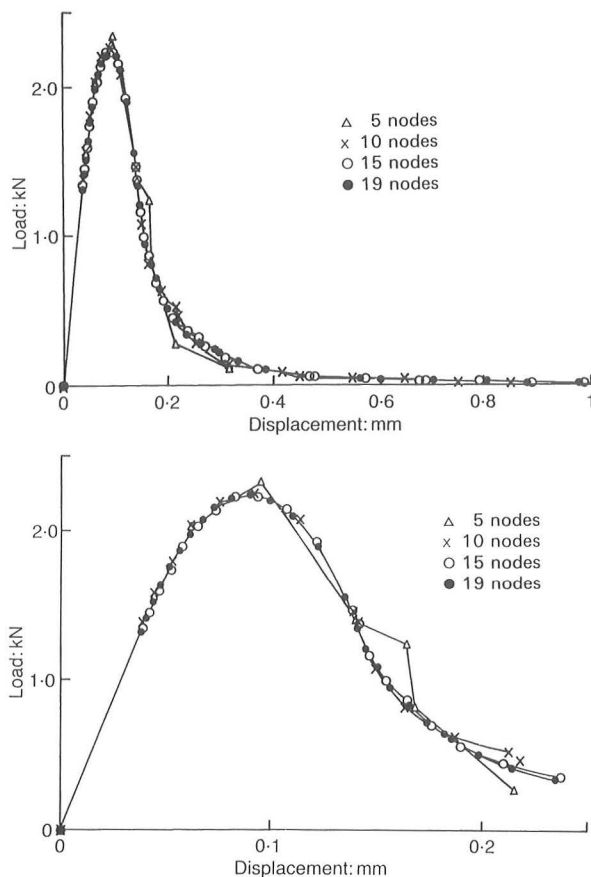 Load: kN
2·0
1·0
0
5 nodes
10 nodes
15 nodes
19 nodes
0
0·2
0·4
0·6
0·8
1
Displacement: mm
Load: kN
2·0
1·0
0
5 nodes
10 nodes
15 nodes
19 nodes
0
0·1
0·2
Displacement: mm